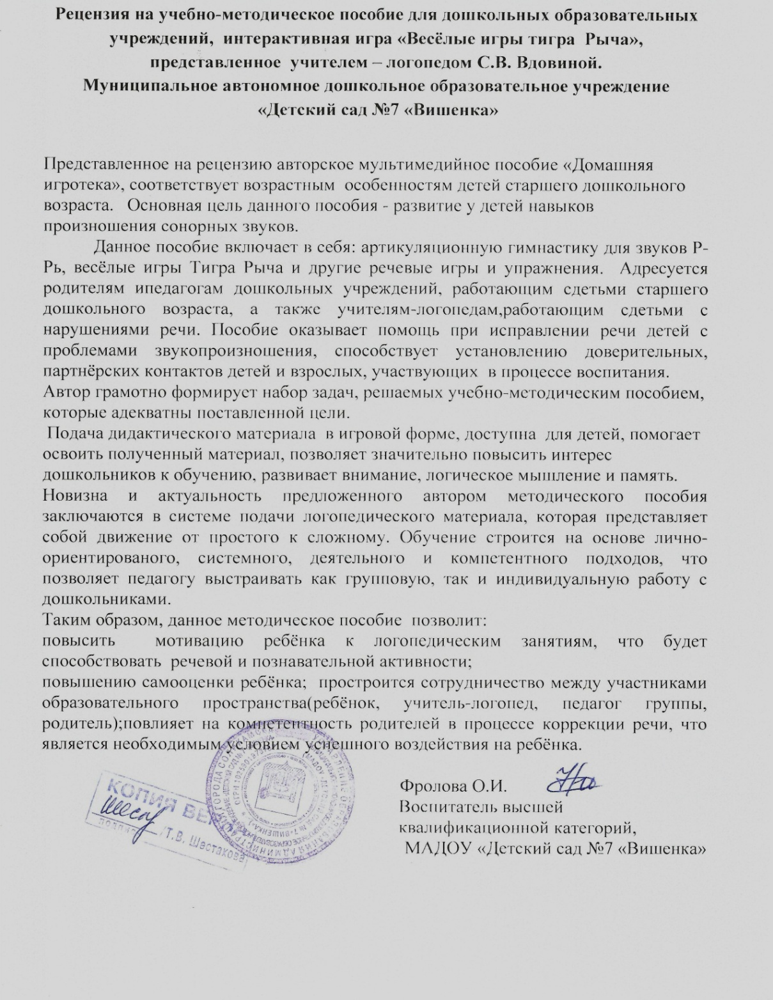 Рецензия на учебно-методическое пособие для дошкольных образовательных
учреждений, интерактивная игра «Весёлые игры тигра Рыча»,
представленное учителем – логопедом С.В. Вдовиной.
Муниципальное автономное дошкольное образовательное учреждение
«Детский сад №7 «Вишенка»
Представленное на рецензию авторское мультимедийное пособие «Домашняя
игротека», соответствует возрастным особенностям детей старшего дошкольного
возраста. Основная цель данного пособия - развитие у детей навыков
произношения сонорных звуков.
Данное пособие включает в себя: артикуляционную гимнастику для звуков Р-
Рь, весёлые игры Тигра Рыча и другие речевые игры и упражнения. Адресуется
родителям ипедагогам дошкольных учреждений, работающим сдетьми старшего
дошкольного возраста, а также учителям-логопедам,работающим сдетьми с
нарушениями речи. Пособие оказывает помощь при исправлении речи детей с
проблемами звукопроизношения, способствует установлению доверительных,
партнёрских контактов детей и взрослых, участвующих в процессе воспитания.
Автор грамотно формирует набор задач, решаемых учебно-методическим пособием,
которые адекватны поставленной цели.
Подача дидактического материала в игровой форме, доступна для детей, помогает
освоить полученный материал, позволяет значительно повысить интерес
дошкольников к обучению, развивает внимание, логическое мышление и память.
Новизна и актуальность предложенного автором методического пособия
заключаются в системе подачи логопедического материала, которая представляет
собой движение от простого к сложному. Обучение строится на основе лично-
ориентированого, системного, деятельного и компетентного подходов, что
позволяет педагогу выстраивать как групповую, так и индивидуальную работу с
дошкольниками.
Таким образом, данное методическое пособие позволит:
повысить мотивацию ребёнка к логопедическим занятиям, что будет
способствовать речевой и познавательной активности;
повышению самооценки ребёнка; простроится сотрудничество между участниками
образовательного пространства(ребёнок, учитель-логопед, педагог группы,
родитель);повлияет на компетентность родителей в процессе коррекции речи, что
является необходимым условием успешного воздействия на ребёнка.
Фролова О.И.
Воспитатель высшей
квалификационной категорий,
МАДОУ «Детский сад №7 «Вишенка»
КОПИЯ
/Т.В. Шестакова